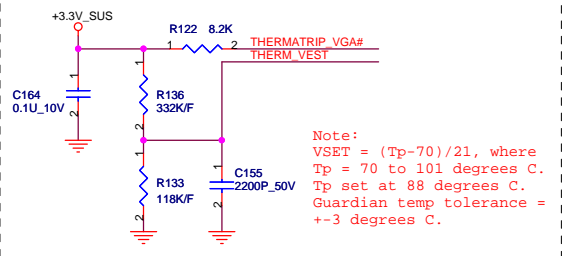 +3.3V_SUS
R122 8.2K
1 2 THERMATRIP_VGA#
THERM_VEST
1
C164
0.1U_10V
2
1
R136
332K/F
2
1
R133
118K/F
2
1
C155
2200P_50V
2
Note:
VSET = (Tp-70)/21, where
Tp = 70 to 101 degrees C.
Tp set at 88 degrees C.
Guardian temp tolerance =
+-3 degrees C.